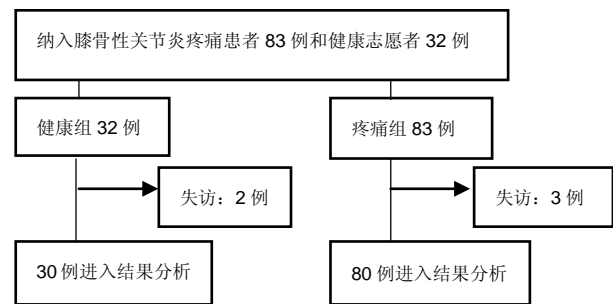 纳入膝骨性关节炎疼痛患者 83 例和健康志愿者 32 例
健康组 32 例
疼痛组 83 例
失访：2 例
失访：3 例
30 例进入结果分析
80 例进入结果分析